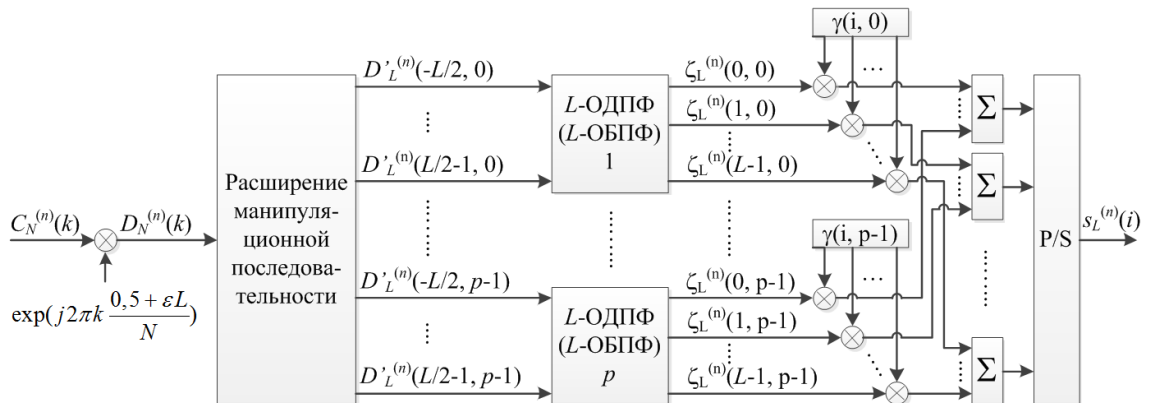 C_N^(n)(k)
D_N^(n)(k)
exp(j2πk (0,5 + εL)/N)
Расширение
манипуля-
ционной
последова-
тельности
D'_L^(n)(-L/2, 0)
⋮
D'_L^(n)(L/2-1, 0)
⋮
D'_L^(n)(-L/2, p-1)
⋮
D'_L^(n)(L/2-1, p-1)
L-ОДПФ
(L-ОБПФ)
1
L-ОДПФ
(L-ОБПФ)
p
ζ_L^(n)(0, 0)
ζ_L^(n)(1, 0)
ζ_L^(n)(L-1, 0)
ζ_L^(n)(0, p-1)
ζ_L^(n)(1, p-1)
ζ_L^(n)(L-1, p-1)
γ(i, 0)
...
γ(i, p-1)
...
Σ
Σ
Σ
P/S
s_L^(n)(i)